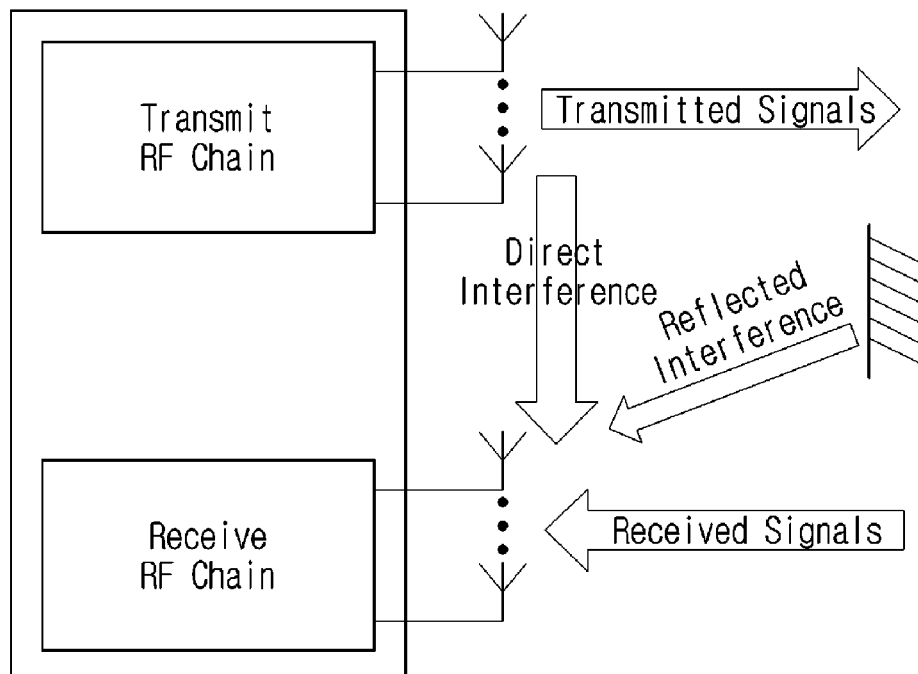 Transmit
RF Chain
Transmitted Signals
Direct
Interference
Reflected
Interference
Receive
RF Chain
Received Signals